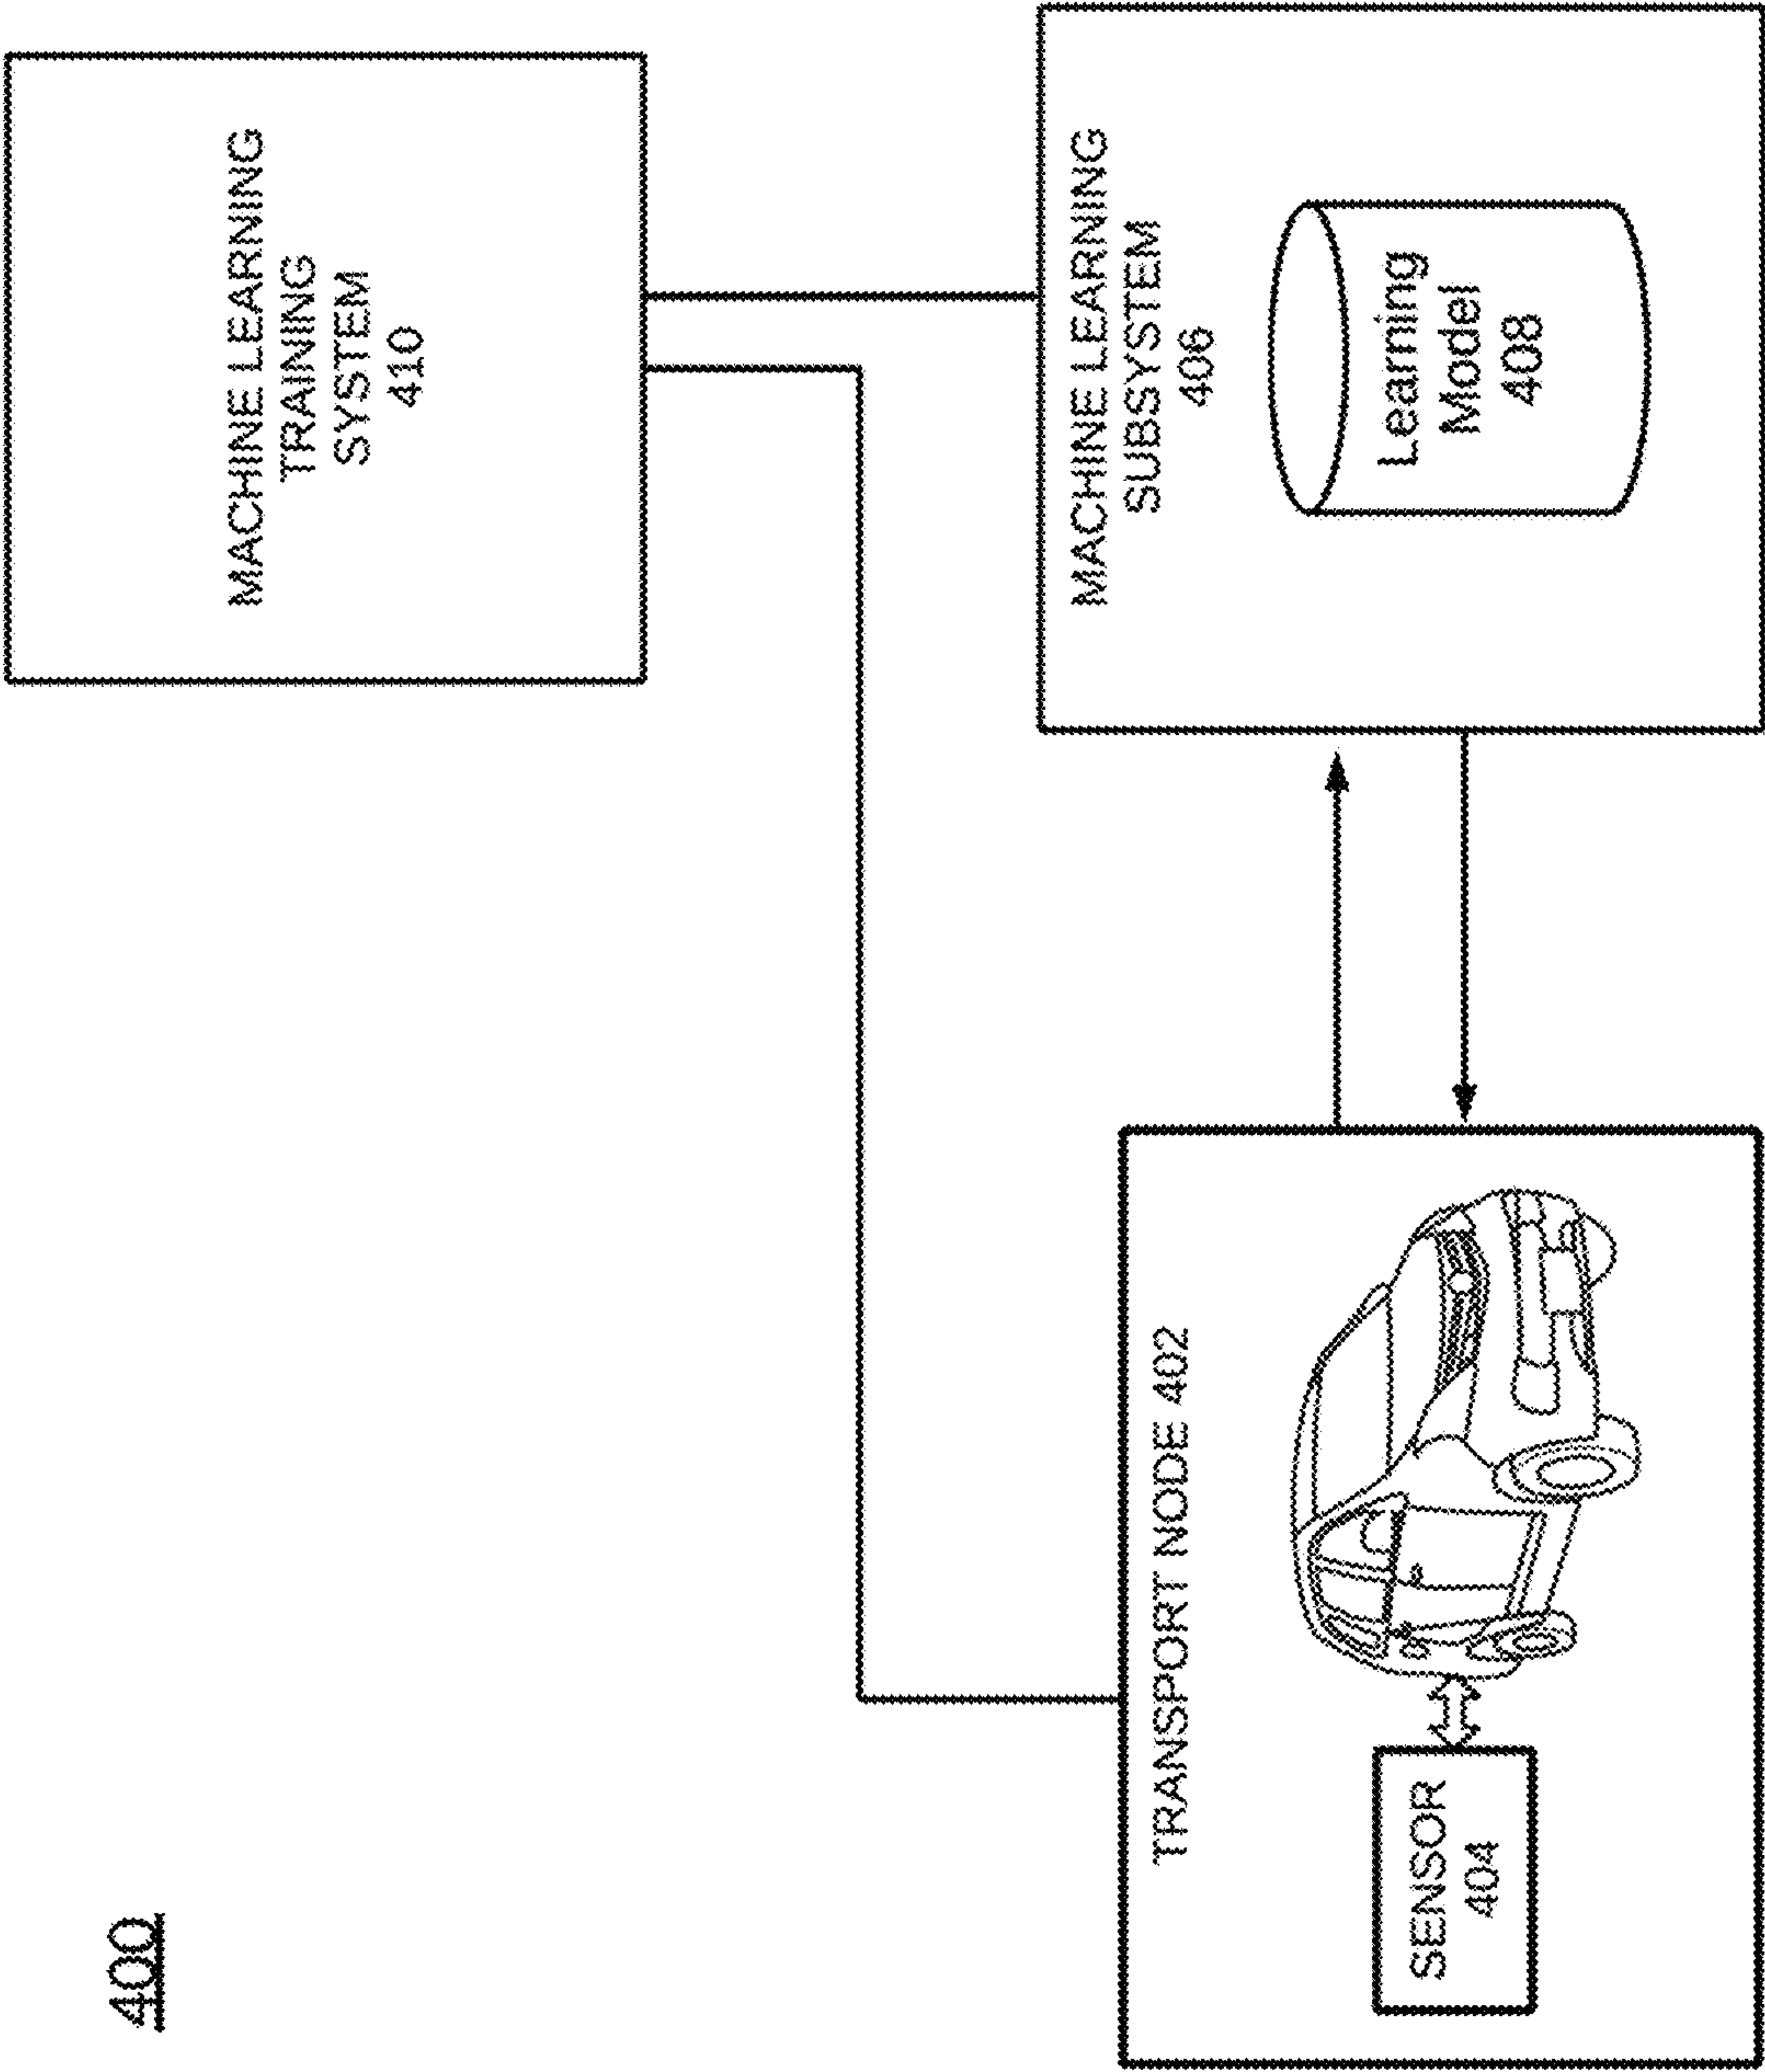 400
MACHINE LEARNING
TRAINING
SYSTEM
410
TRANSPORT NODE 402
SENSOR
404
MACHINE LEARNING
SUBSYSTEM
406
Learning
Model
408